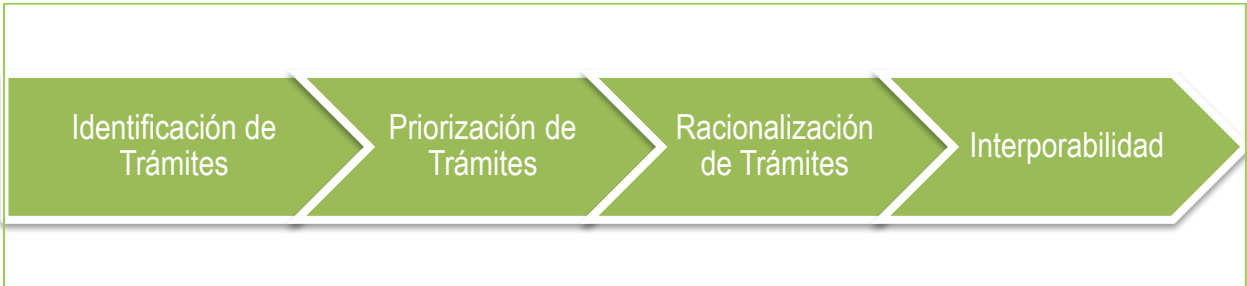 Identificación de
Trámites
Priorización de
Trámites
Racionalización
de Trámites
Interporabilidad